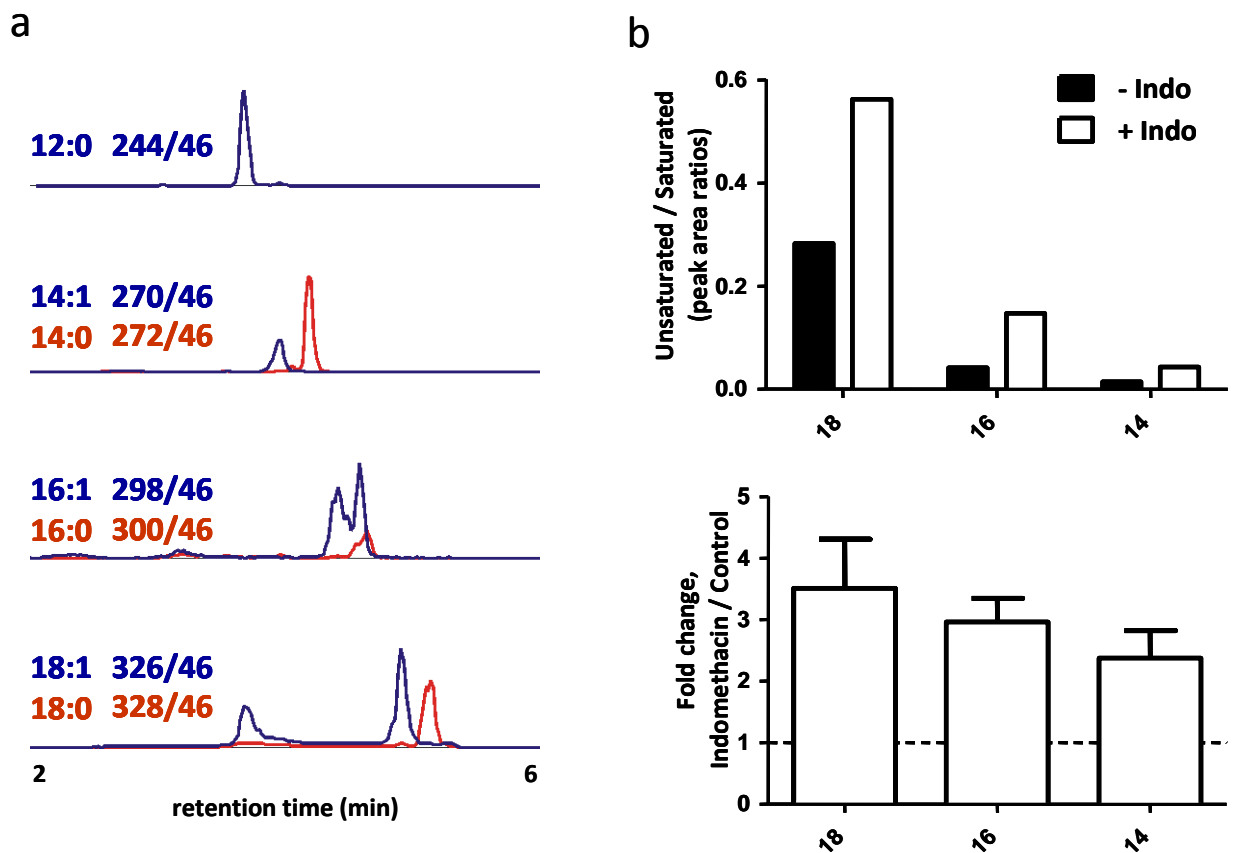 a
12:0 244/46
14:1 270/46
14:0 272/46
16:1 298/46
16:0 300/46
18:1 326/46
18:0 328/46
2 6
retention time (min)
b
Unsaturated / Saturated
(peak area ratios)
0.6
0.4
0.2
0.0
- Indo
+ Indo
18 16 14
Fold change,
Indomethacin / Control
5
4
3
2
1
0
18 16 14